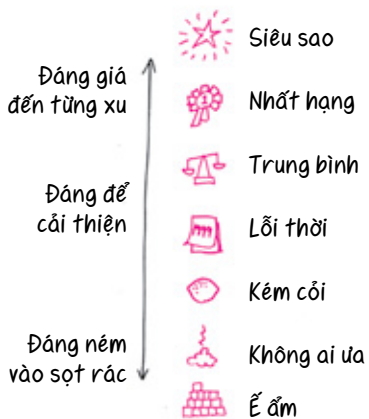 Siêu sao
Đáng giá
đến từng xu
Nhất hạng
Trung bình
Đáng để
cải thiện
Lỗi thời
Kém cỏi
Đáng ném
vào sọt rác
Không ai ưa
Ế ẩm